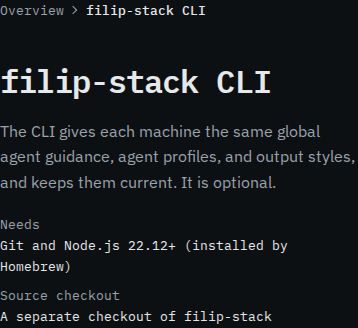 Overview > filip-stack CLI
filip-stack CLI
The CLI gives each machine the same global
agent guidance, agent profiles, and output styles,
and keeps them current. It is optional.
Needs
Git and Node.js 22.12+ (installed by
Homebrew)
Source checkout
A separate checkout of filip-stack